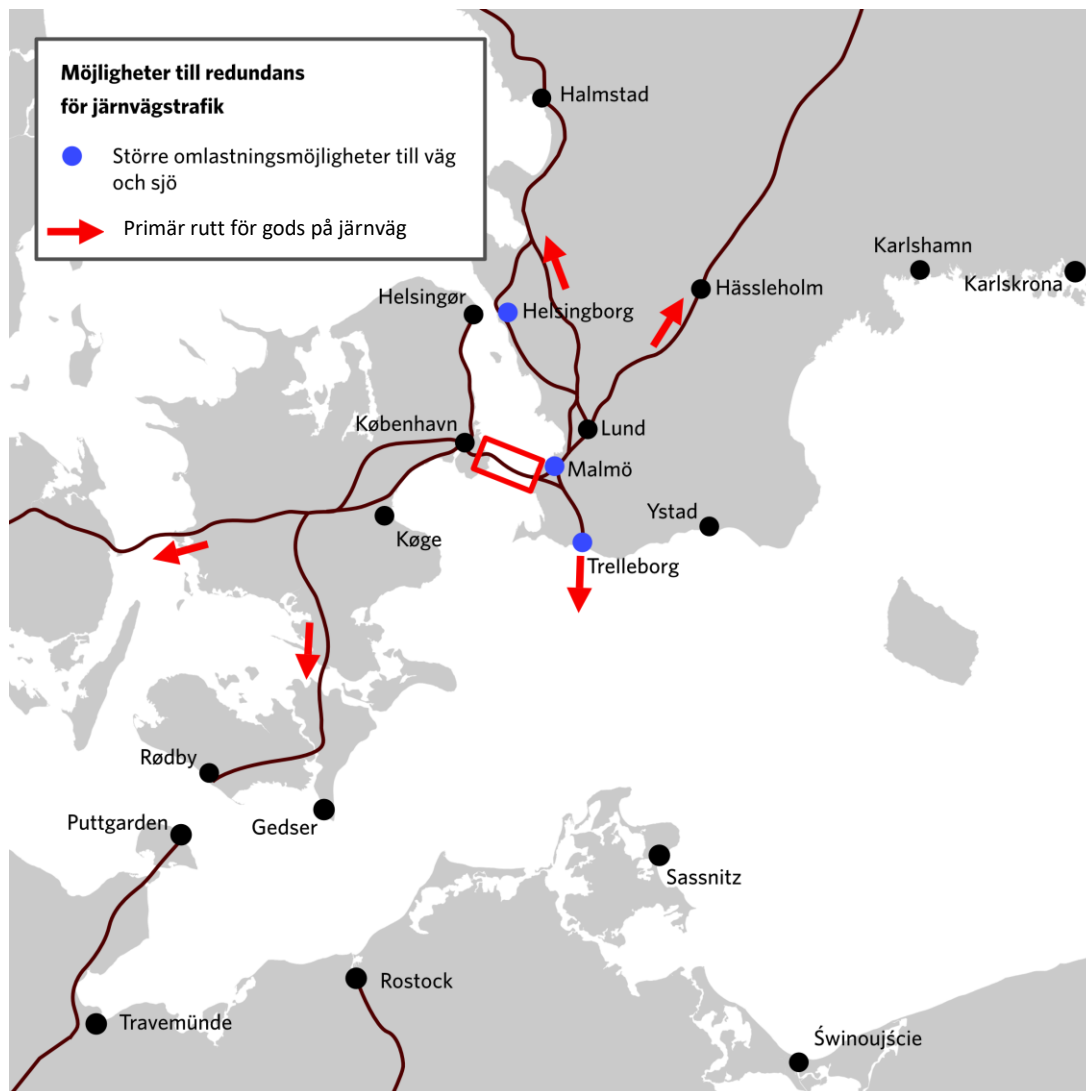 Möjligheter till redundans
för järnvägstrafik
Större omlastningsmöjligheter till väg
och sjö
Primär rutt för gods på järnväg
Halmstad
Karlshamn
Karlskrona
Hässleholm
Helsingør
Helsingborg
København
Lund
Malmö
Ystad
Køge
Trelleborg
Rødby
Puttgarden
Gedser
Sassnitz
Rostock
Travemünde
Świnoujście